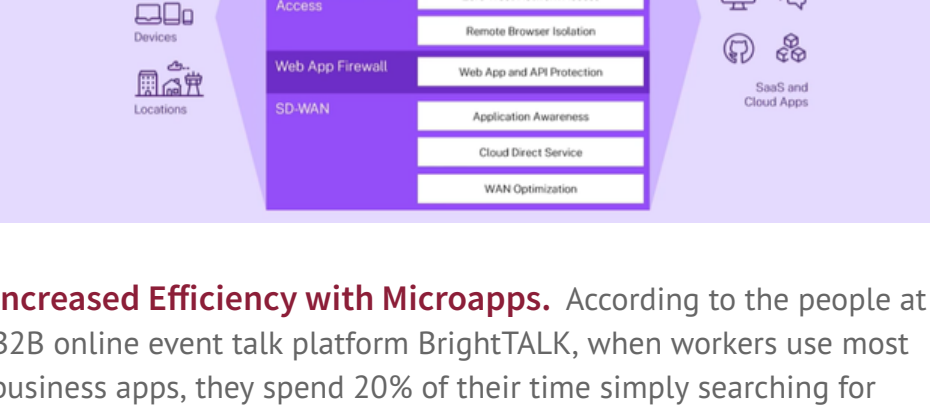 Access
Devices
Remote Browser Isolation
Web App Firewall
Web App and API Protection
SaaS and
Cloud Apps
Locations
SD-WAN
Application Awareness
Cloud Direct Service
WAN Optimization
ncreased Efficiency with Microapps. According to the people at
B2B online event talk platform BrightTALK, when workers use most
business apps, they spend 20% of their time simply searching for